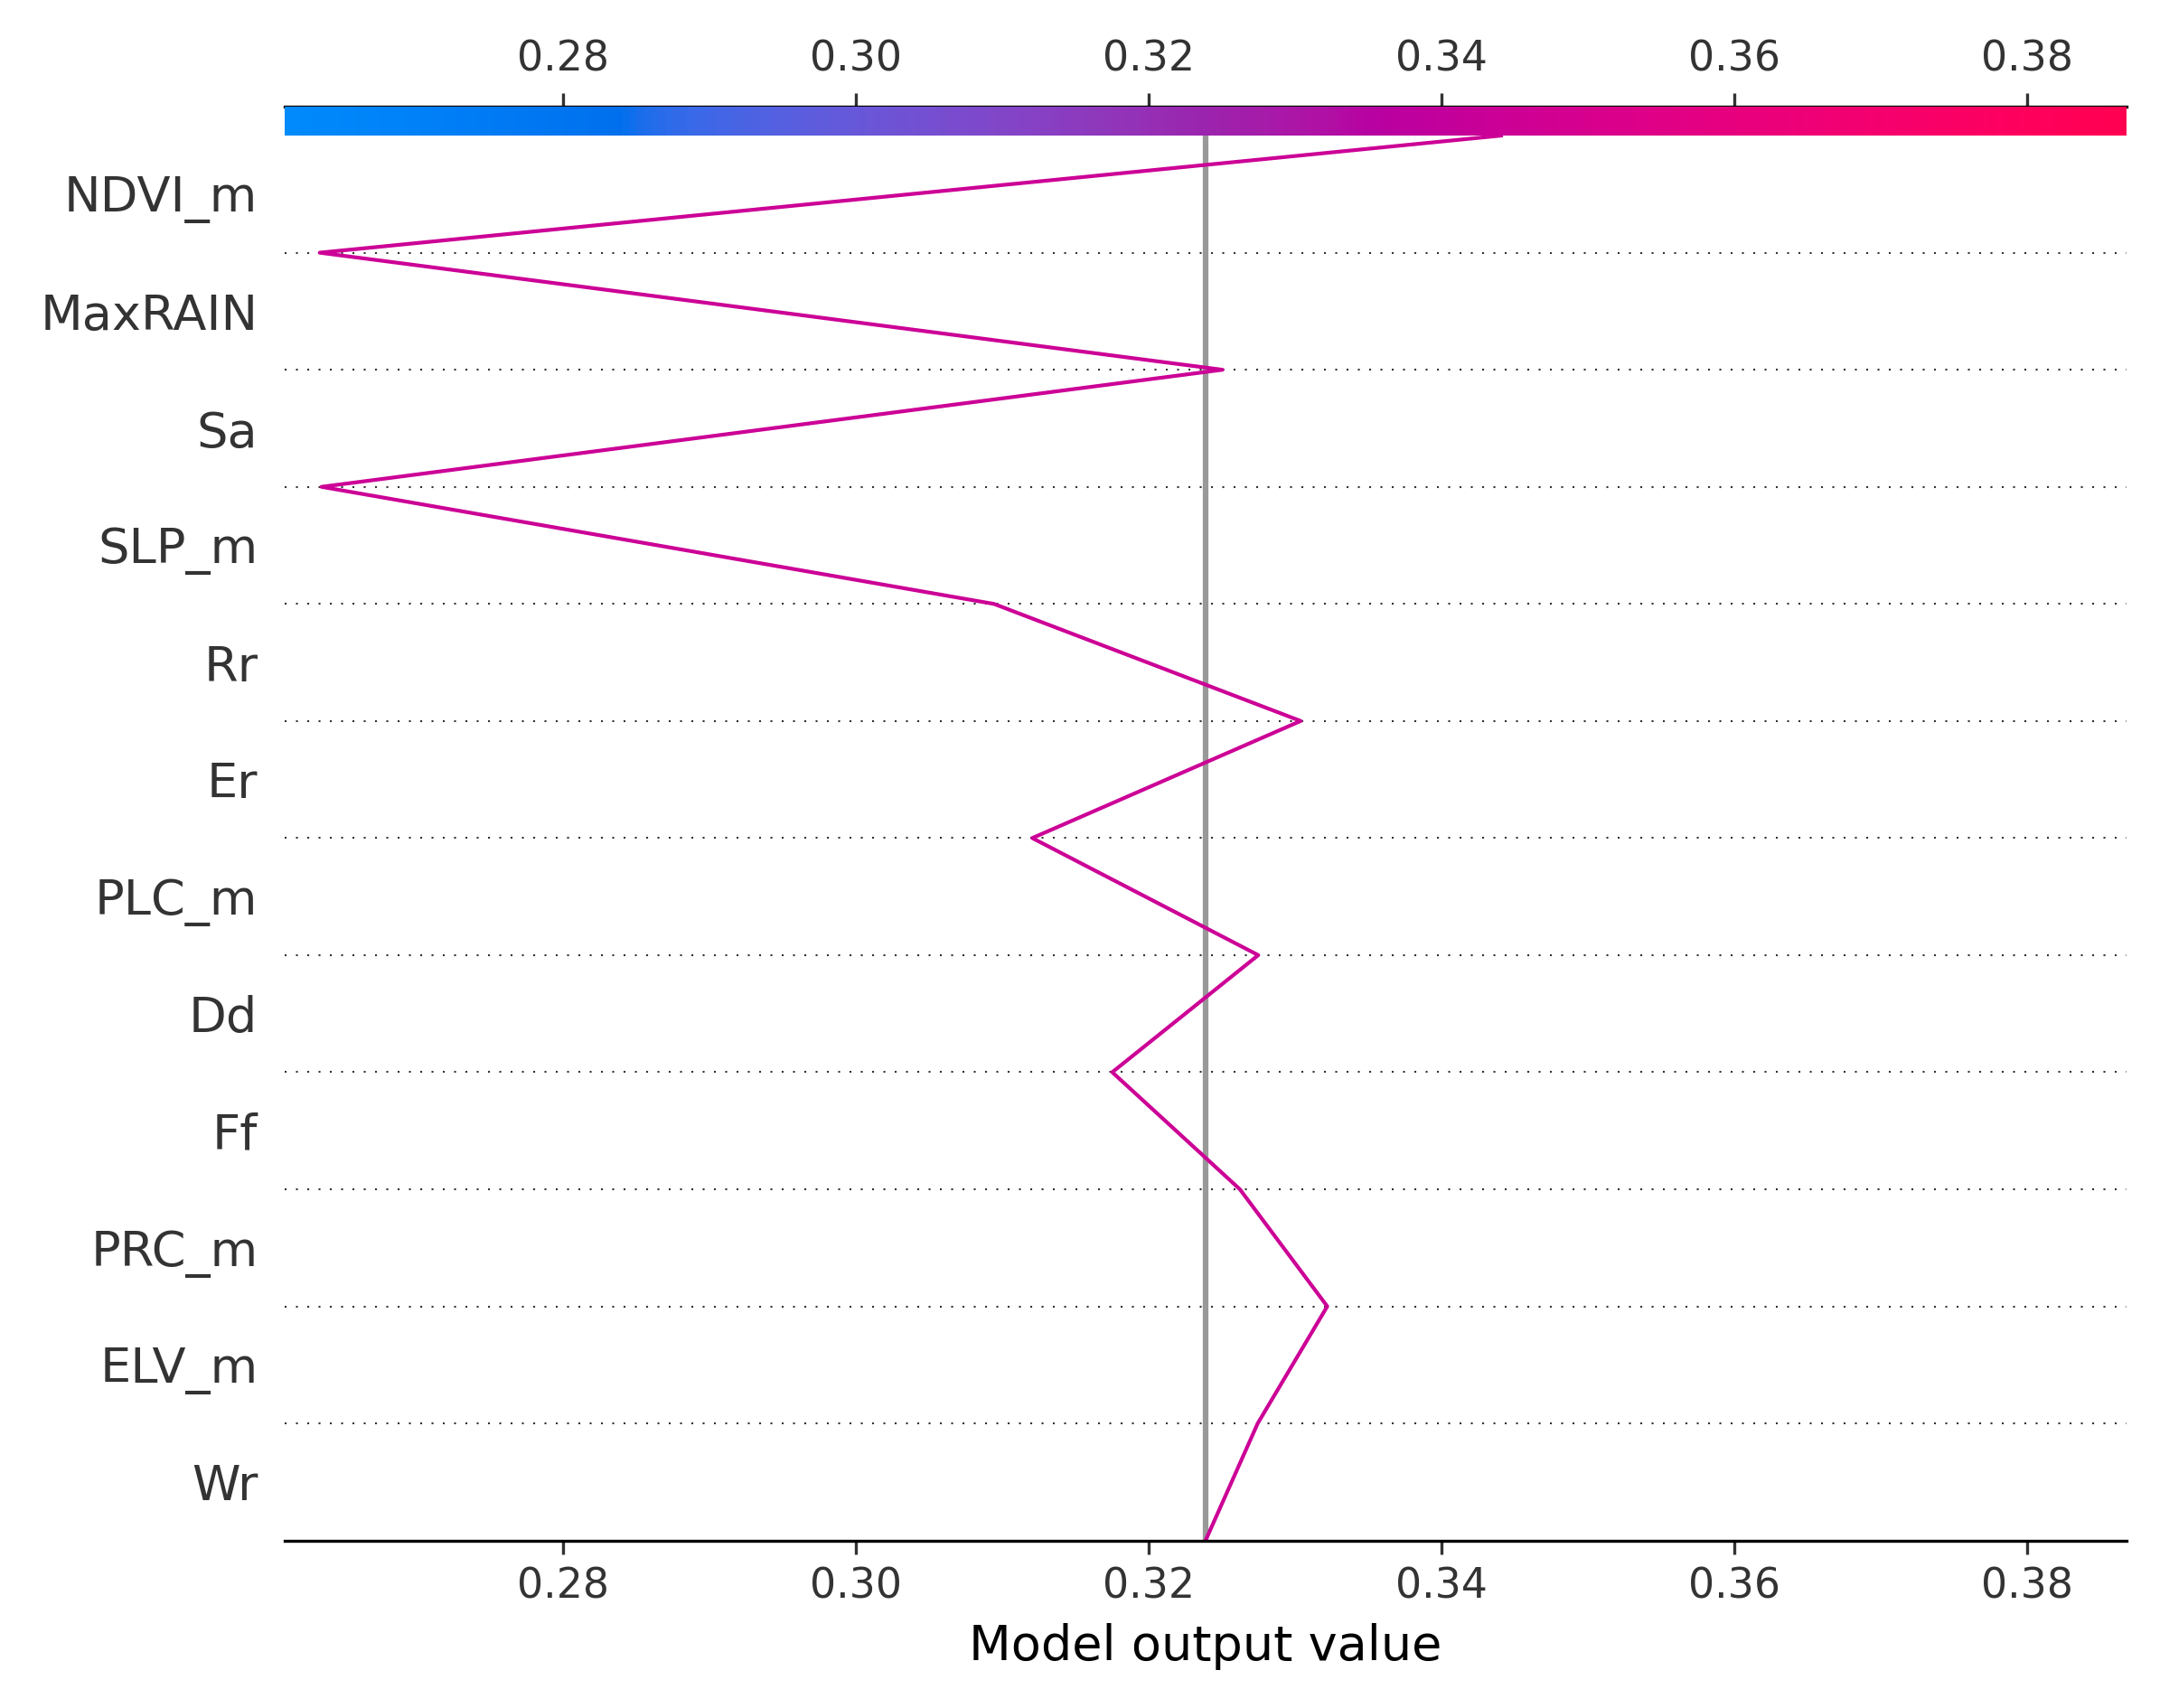 0.28 0.30 0.32 0.34 0.36 0.38
NDVI_m
MaxRAIN
Sa
SLP_m
Rr
Er
PLC_m
Dd
Ff
PRC_m
ELV_m
Wr
0.28 0.30 0.32 0.34 0.36 0.38
Model output value